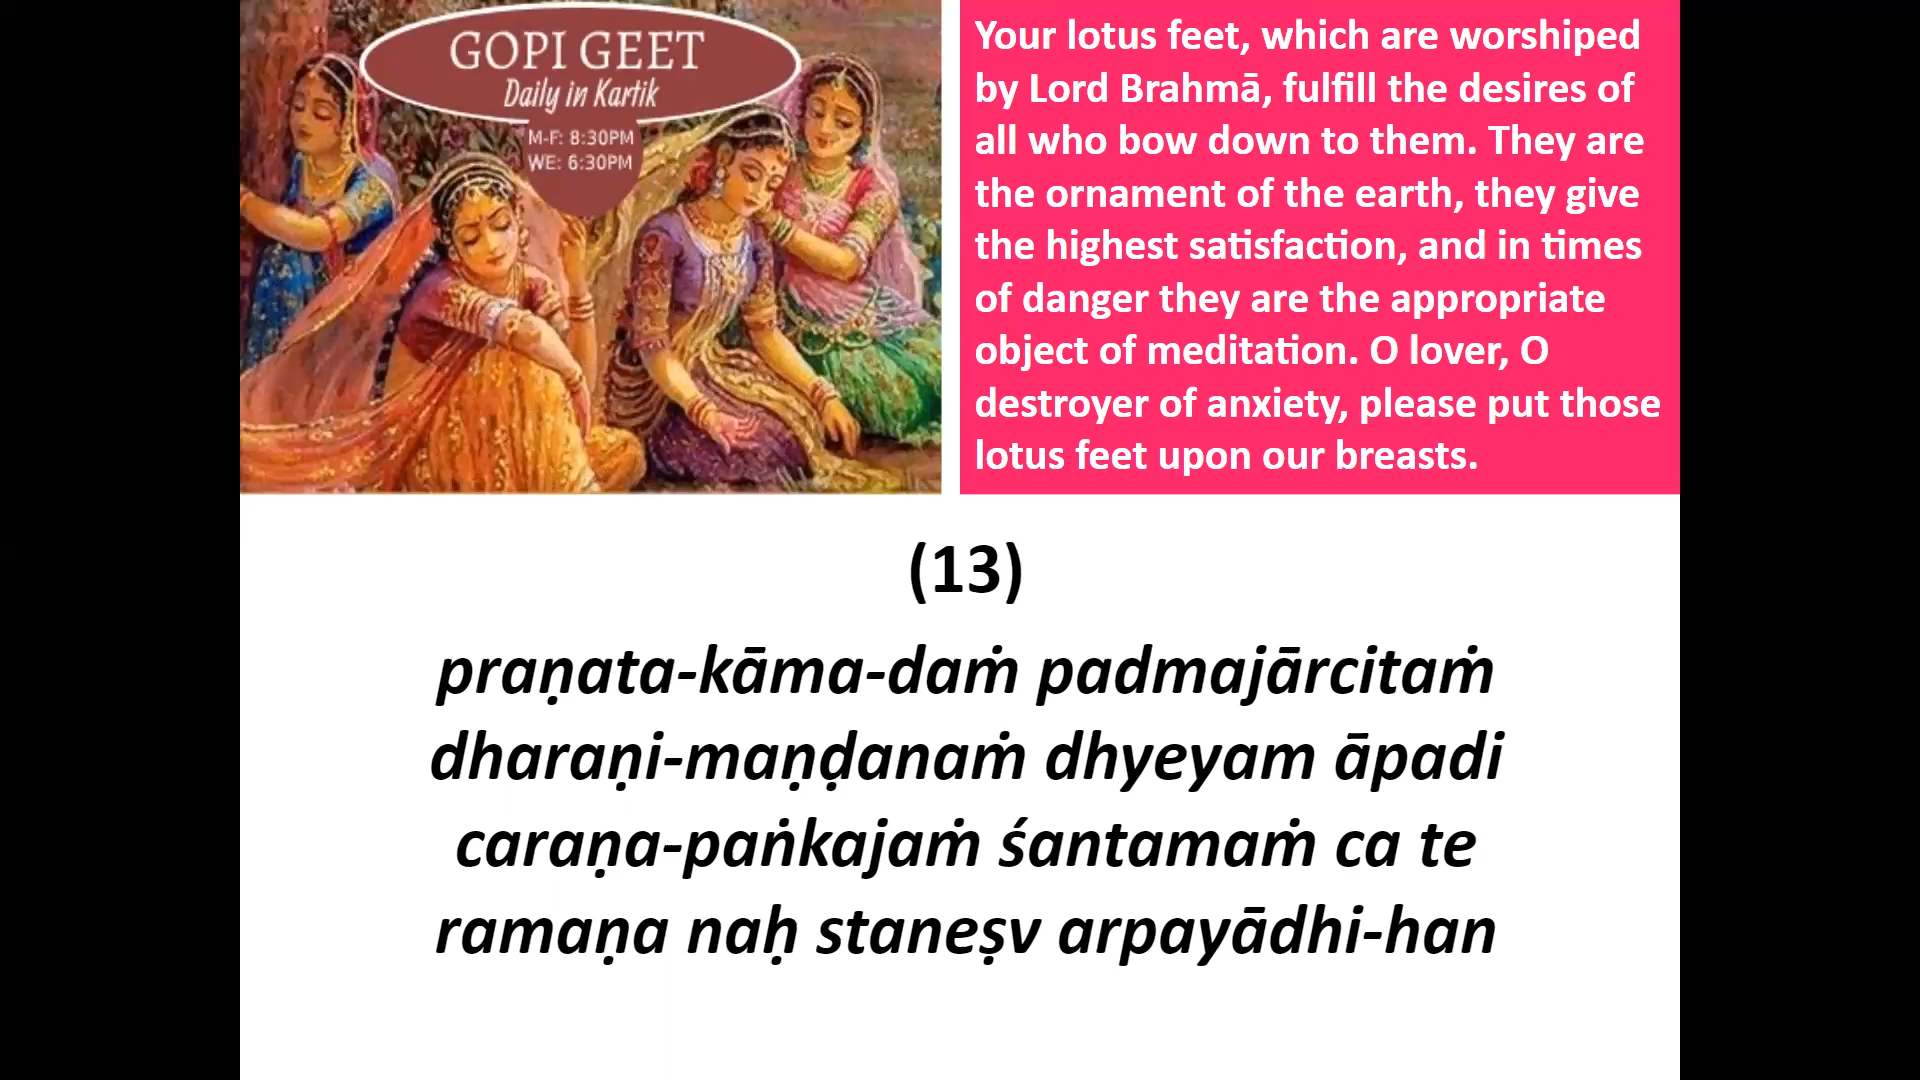 GOPI GEET
Daily in Kartik
M-F: 8:30PM
WE: 6:30PM
Your lotus feet, which are worshiped
by Lord Brahmā, fulfill the desires of
all who bow down to them. They are
the ornament of the earth, they give
the highest satisfaction, and in times
of danger they are the appropriate
object of meditation. O lover, O
destroyer of anxiety, please put those
lotus feet upon our breasts.
(13)
praṇata-kāma-daṁ padmajārcitaṁ
dharaṇi-maṇḍanaṁ dhyeyam āpadi
caraṇa-paṅkajaṁ śantamaṁ ca te
ramaṇa naḥ staneṣv arpayādhi-han